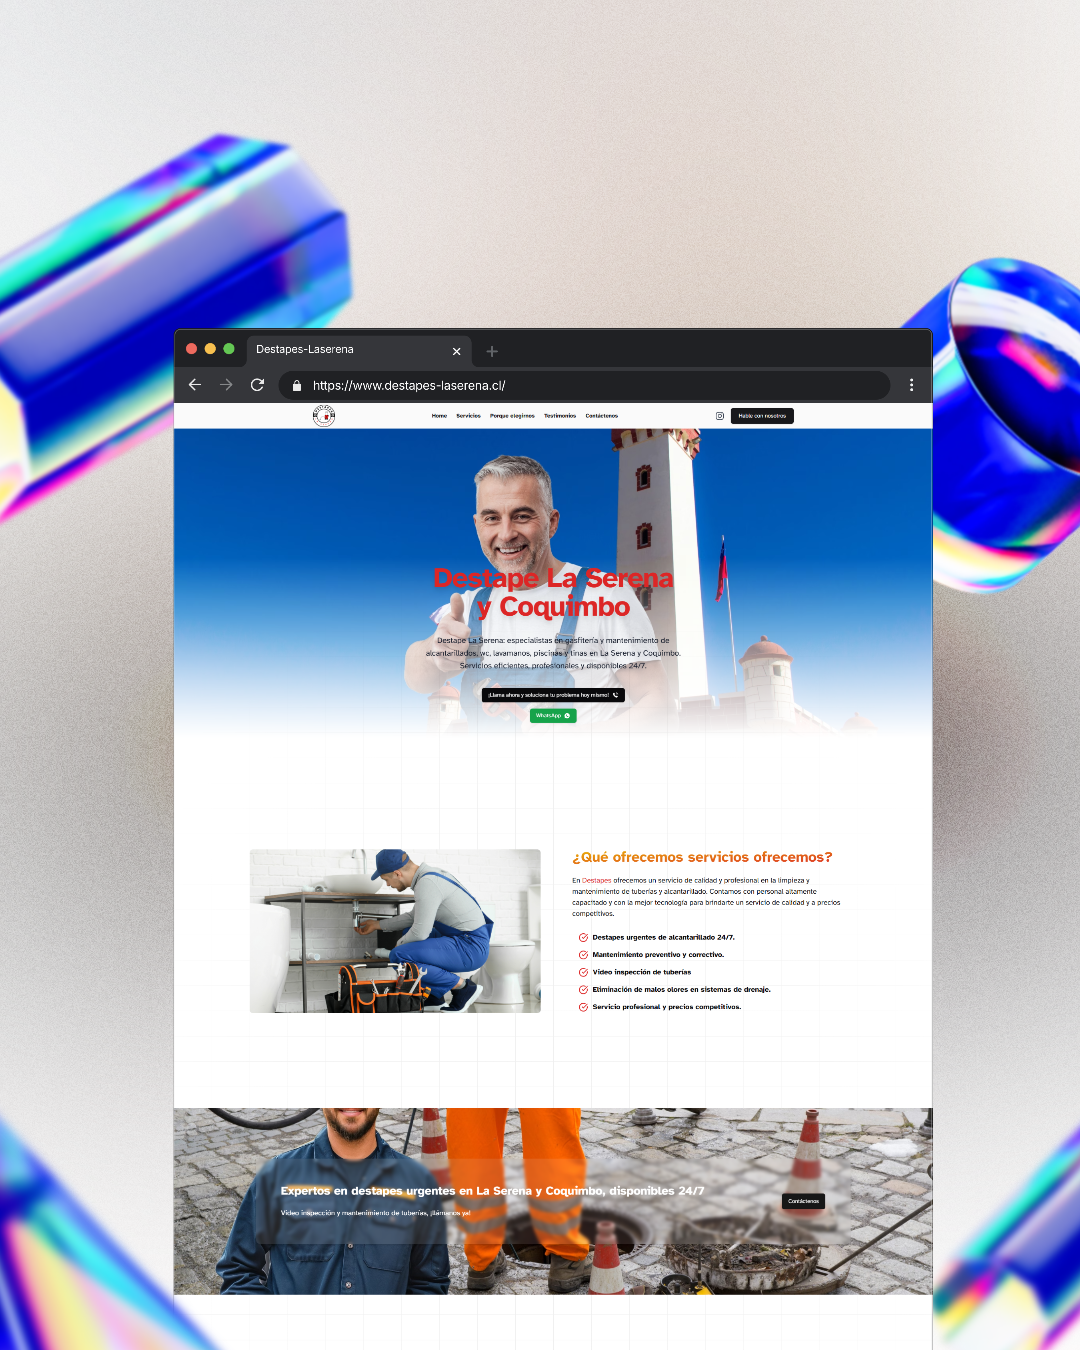 Destapes-Laserena
https://www.destapes-laserena.cl/
Home Servicios Porque elegirnos Testimonios Contáctenos
Hable con nosotros
Destape La Serena
y Coquimbo
Destape La Serena: especialistas en gasfitería y mantenimiento de
alcantarillados, wc, lavamanos, piscinas y tinas en La Serena y Coquimbo.
Servicios eficientes, profesionales y disponibles 24/7.
¡Llama ahora y soluciona tu problema hoy mismo!
WhatsApp
¿Qué ofrecemos servicios ofrecemos?
En Destapes ofrecemos un servicio de calidad y profesional en la limpieza y
mantenimiento de tuberías y alcantarillado. Contamos con personal altamente
capacitado y con la mejor tecnología para brindarte un servicio de calidad y a precios
competitivos.
Destapes urgentes de alcantarillado 24/7.
Mantenimiento preventivo y correctivo.
Video inspección de tuberías
Eliminación de malos olores en sistemas de drenaje.
Servicio profesional y precios competitivos.
Expertos en destapes urgentes en La Serena y Coquimbo, disponibles 24/7
Video inspección y mantenimiento de tuberías, ¡llámanos ya!
Contáctenos